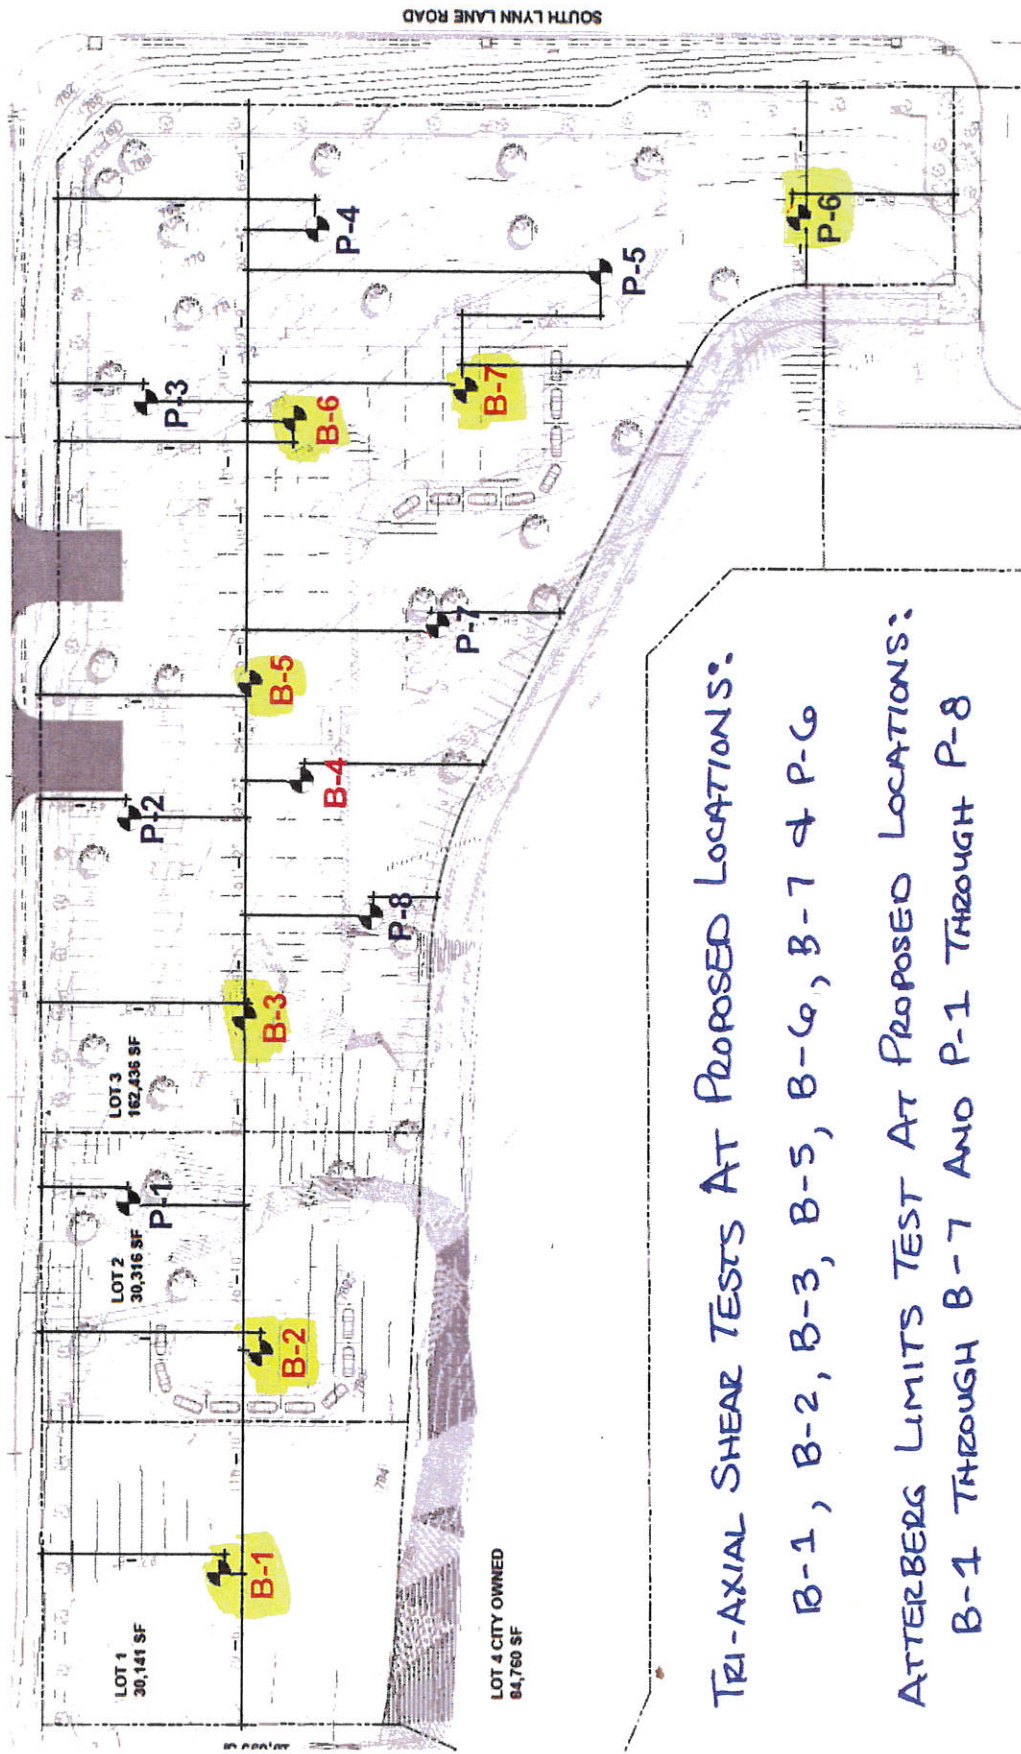 SOUTH LYNN LANE ROAD
LOT 1
30,141 SF
LOT 2
30,316 SF
LOT 3
162,436 SF
LOT 4 CITY OWNED
84,760 SF
B-1
B-2
P-1
B-3
P-8
P-2
B-4
B-5
P-7
P-3
B-6
B-7
P-4
P-5
P-6
TRI-AXIAL SHEAR TESTS AT PROPOSED LOCATIONS:
B-1, B-2, B-3, B-5, B-6, B-7 & P-6
ATTERBERG LIMITS TEST AT PROPOSED LOCATIONS:
B-1 THROUGH B-7 AND P-1 THROUGH P-8